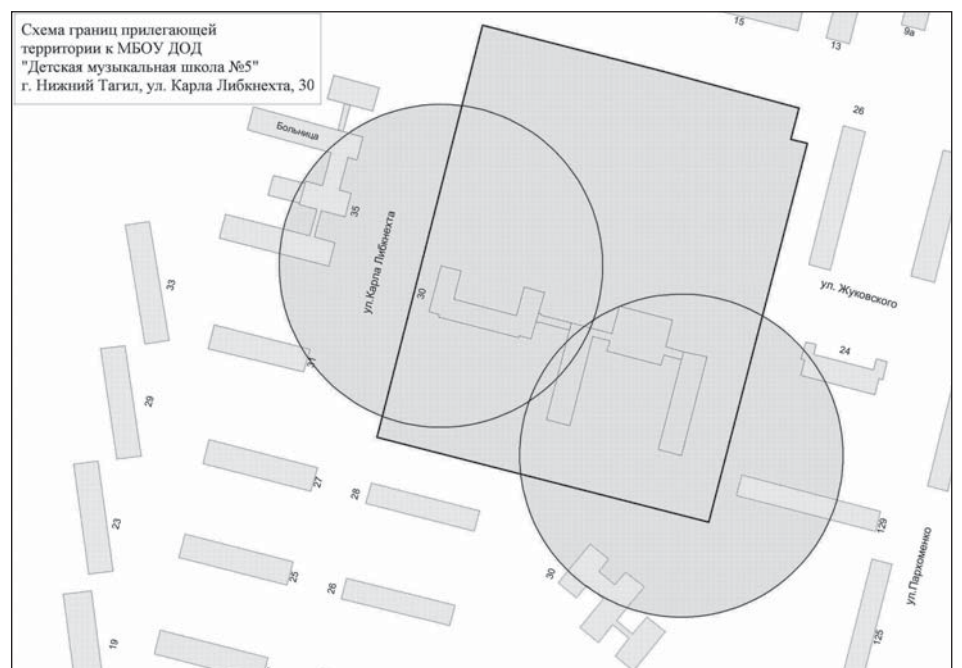 Схема границ прилегающей
территории к МБОУ ДОД
"Детская музыкальная школа №5"
г. Нижний Тагил, ул. Карла Либкнехта, 30
15
13
9а
26
Больница
35
ул.Карла Либкнехта
30
33
ул. Жуковского
24
31
29
27
28
23
25
26
30
129
ул.Пархоменко
125
19